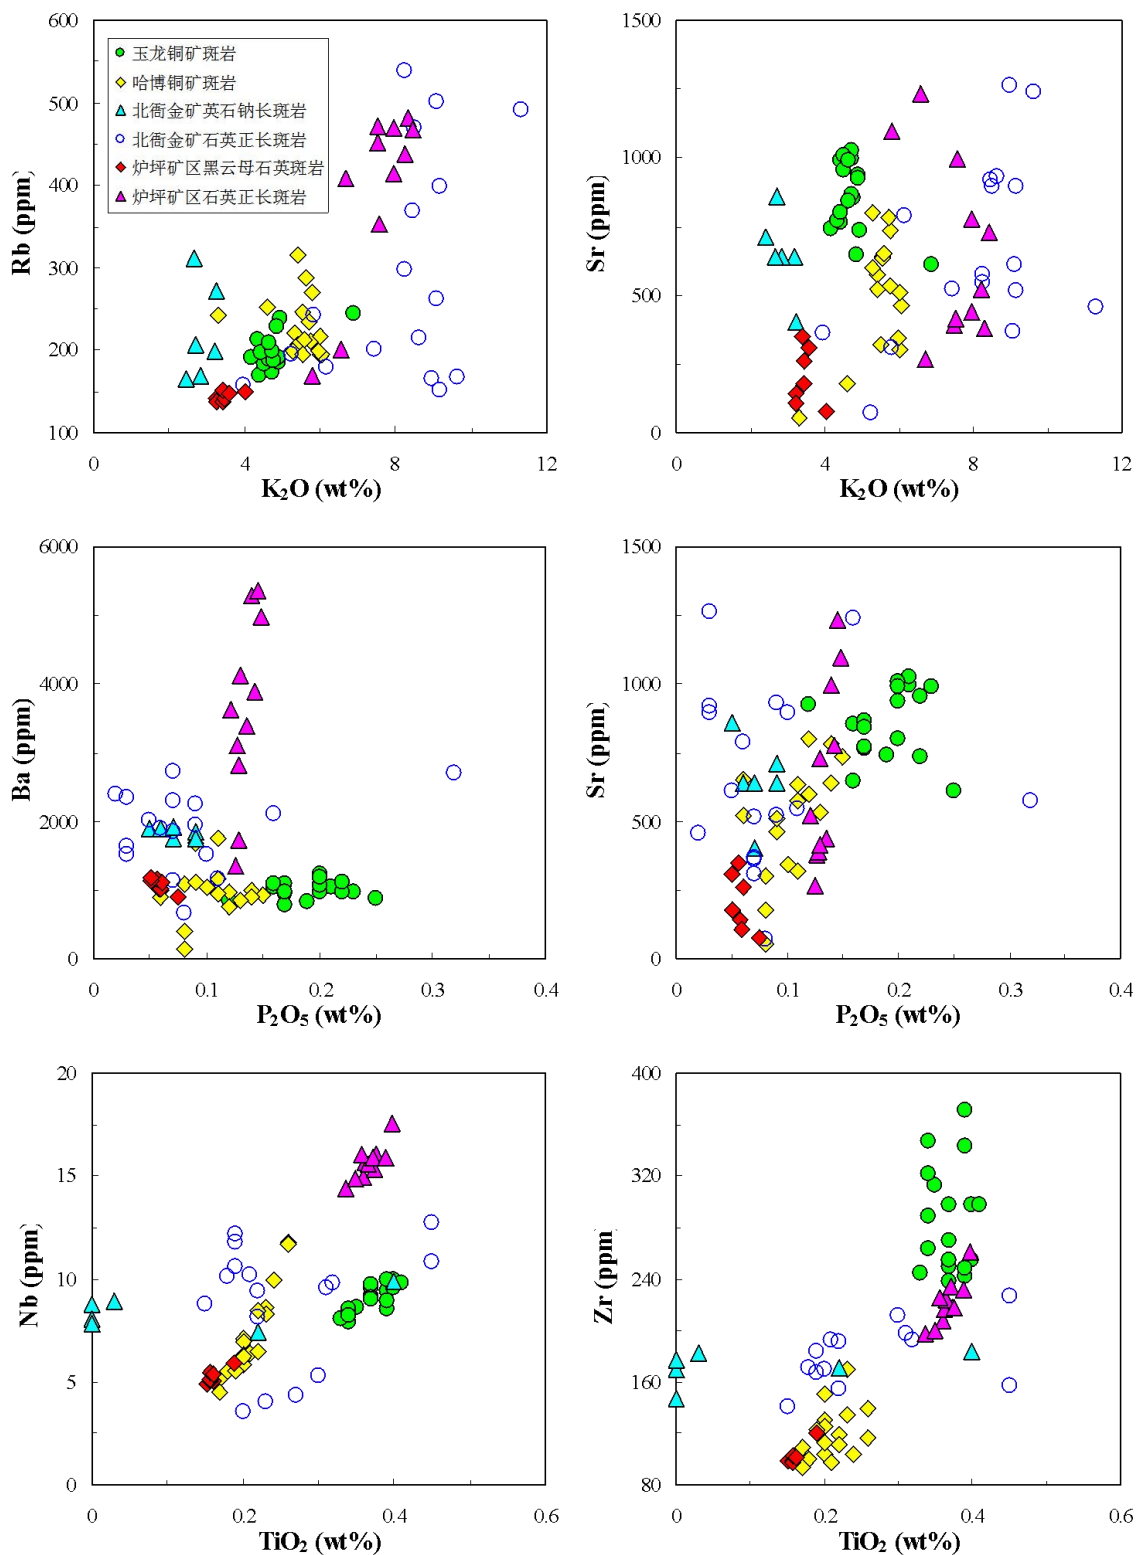 600
500
400
300
200
100
Rb (ppm)
玉龙铜矿斑岩
哈博铜矿斑岩
北衙金矿英石钠长斑岩
北衙金矿石英正长斑岩
炉坪矿区黑云母石英斑岩
炉坪矿区石英正长斑岩
0 4 8 12
K₂O (wt%)
1500
1000
500
0
Sr (ppm)
0 4 8 12
K₂O (wt%)
6000
4000
2000
0
Ba (ppm)
0 0.1 0.2 0.3 0.4
P₂O₅ (wt%)
1500
1000
500
0
Sr (ppm)
0 0.1 0.2 0.3 0.4
P₂O₅ (wt%)
20
15
10
5
0
Nb (ppm)
0 0.2 0.4 0.6
TiO₂ (wt%)
400
320
240
160
80
Zr (ppm)
0 0.2 0.4 0.6
TiO₂ (wt%)